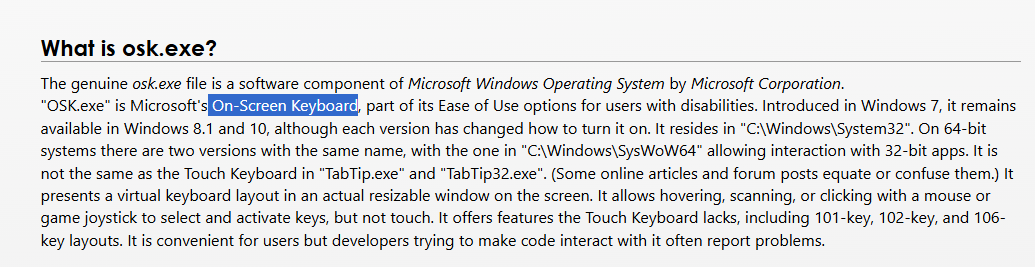 What is osk.exe?
The genuine osk.exe file is a software component of Microsoft Windows Operating System by Microsoft Corporation.
"OSK.exe" is Microsoft's On-Screen Keyboard, part of its Ease of Use options for users with disabilities. Introduced in Windows 7, it remains
available in Windows 8.1 and 10, although each version has changed how to turn it on. It resides in "C:\Windows\System32". On 64-bit
systems there are two versions with the same name, with the one in "C:\Windows\SysWoW64" allowing interaction with 32-bit apps. It is
not the same as the Touch Keyboard in "TabTip.exe" and "TabTip32.exe". (Some online articles and forum posts equate or confuse them.) It
presents a virtual keyboard layout in an actual resizable window on the screen. It allows hovering, scanning, or clicking with a mouse or
game joystick to select and activate keys, but not touch. It offers features the Touch Keyboard lacks, including 101-key, 102-key, and 106-
key layouts. It is convenient for users but developers trying to make code interact with it often report problems.